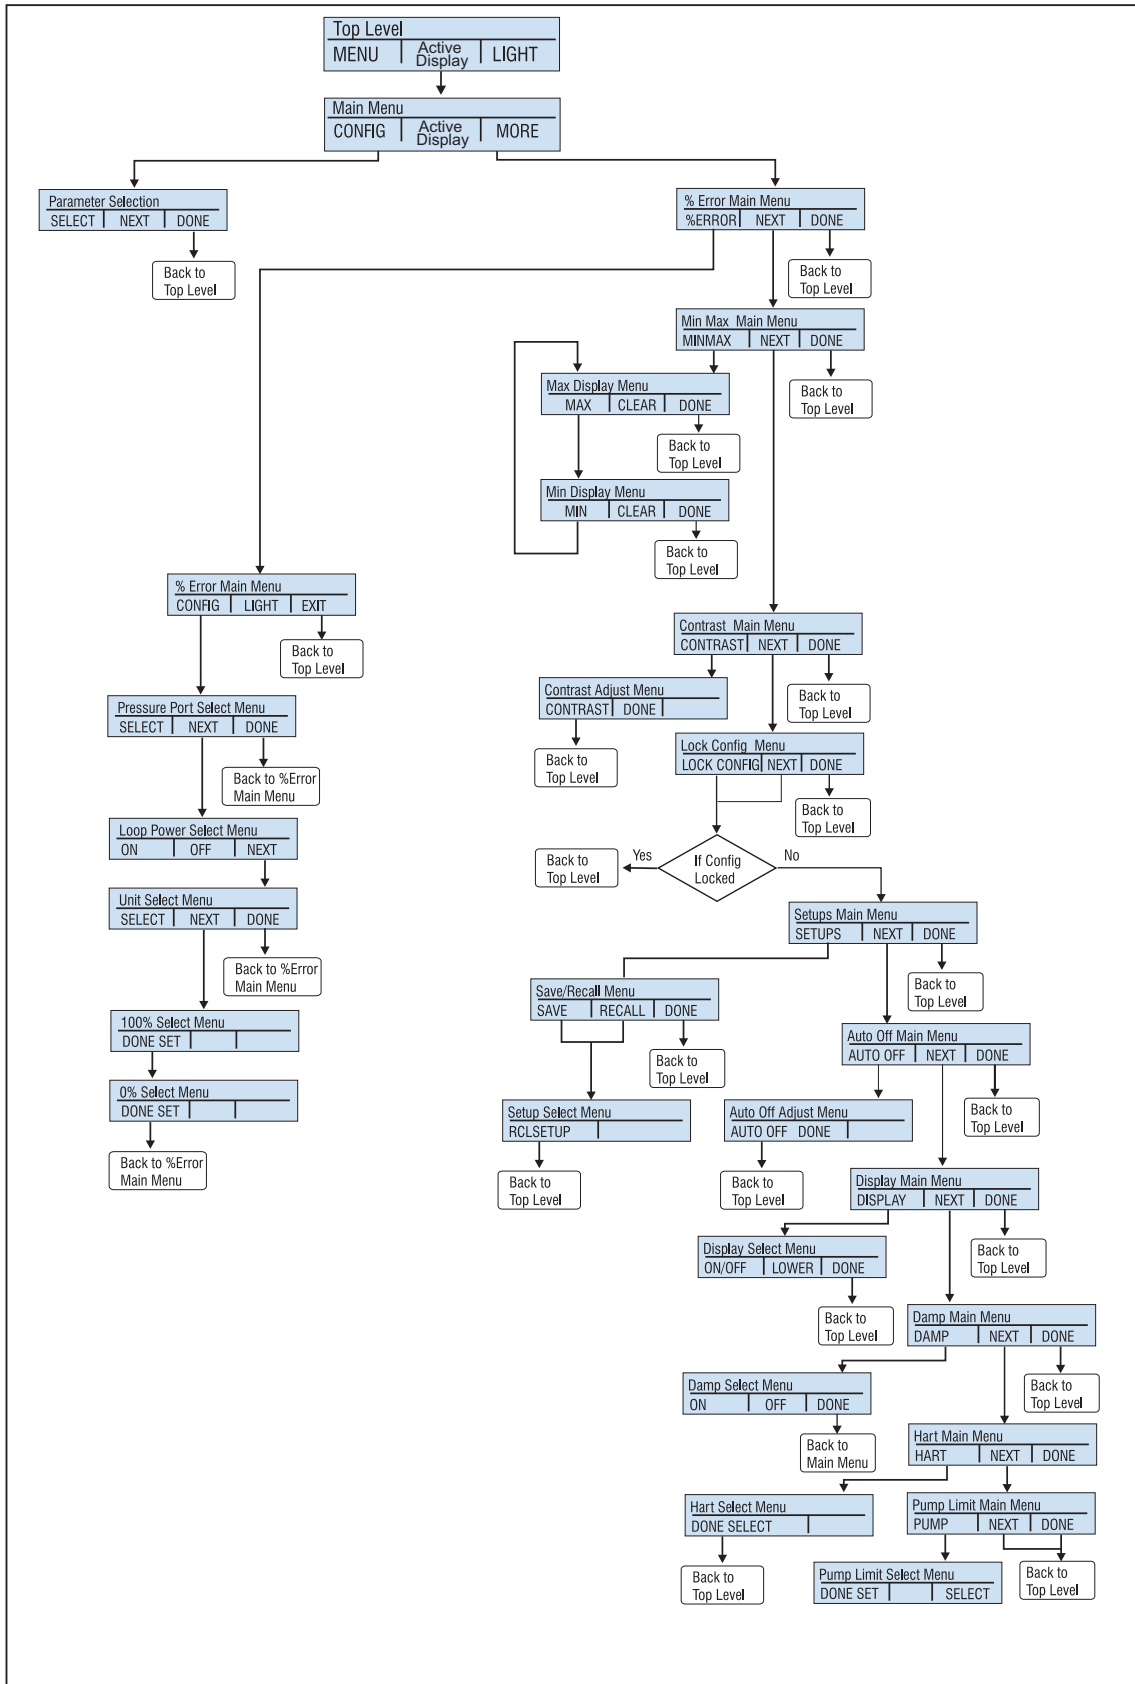 Top Level
MENU Active Display LIGHT
Main Menu
CONFIG Active Display MORE
Parameter Selection
SELECT NEXT DONE
Back to
Top Level
% Error Main Menu
%ERROR NEXT DONE
Back to
Top Level
Min Max Main Menu
MINMAX NEXT DONE
Back to
Top Level
Max Display Menu
MAX CLEAR DONE
Back to
Top Level
Min Display Menu
MIN CLEAR DONE
Back to
Top Level
% Error Main Menu
CONFIG LIGHT EXIT
Back to
Top Level
Pressure Port Select Menu
SELECT NEXT DONE
Back to %Error
Main Menu
Loop Power Select Menu
ON OFF NEXT
Unit Select Menu
SELECT NEXT DONE
Back to %Error
Main Menu
100% Select Menu
DONE SET
0% Select Menu
DONE SET
Back to %Error
Main Menu
Contrast Main Menu
CONTRAST NEXT DONE
Back to
Top Level
Contrast Adjust Menu
CONTRAST DONE
Back to
Top Level
Lock Config Menu
LOCK CONFIG NEXT DONE
Back to
Top Level
If Config
Locked
Yes
No
Back to
Top Level
Setups Main Menu
SETUPS NEXT DONE
Back to
Top Level
Save/Recall Menu
SAVE RECALL DONE
Back to
Top Level
Setup Select Menu
RCLSETUP
Back to
Top Level
Auto Off Main Menu
AUTO OFF NEXT DONE
Back to
Top Level
Auto Off Adjust Menu
AUTO OFF DONE
Back to
Top Level
Display Main Menu
DISPLAY NEXT DONE
Back to
Top Level
Display Select Menu
ON/OFF LOWER DONE
Back to
Top Level
Damp Main Menu
DAMP NEXT DONE
Back to
Top Level
Damp Select Menu
ON OFF DONE
Back to
Main Menu
Hart Main Menu
HART NEXT DONE
Hart Select Menu
DONE SELECT
Back to
Top Level
Pump Limit Main Menu
PUMP NEXT DONE
Back to
Top Level
Pump Limit Select Menu
DONE SET SELECT